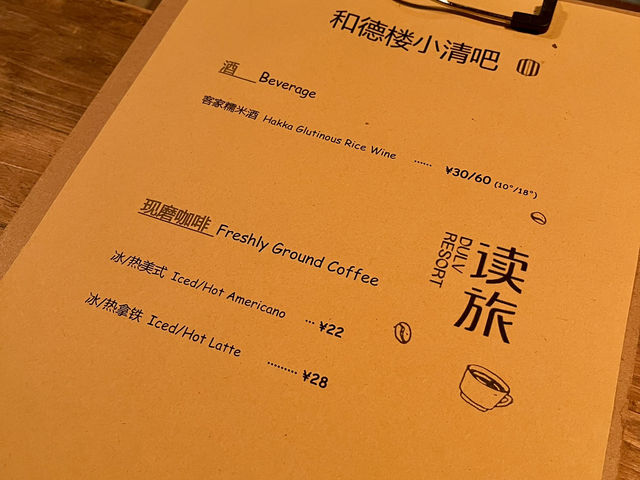 和德楼小清吧
酒 Beverage
客家糯米酒 Hakka Glutinous Rice Wine ...... ¥30/60 (10°/18°)
现磨咖啡 Freshly Ground Coffee
冰/热美式 Iced/Hot Americano ... ¥22
冰/热拿铁 Iced/Hot Latte ......... ¥28
读旅
DULV
RESORT